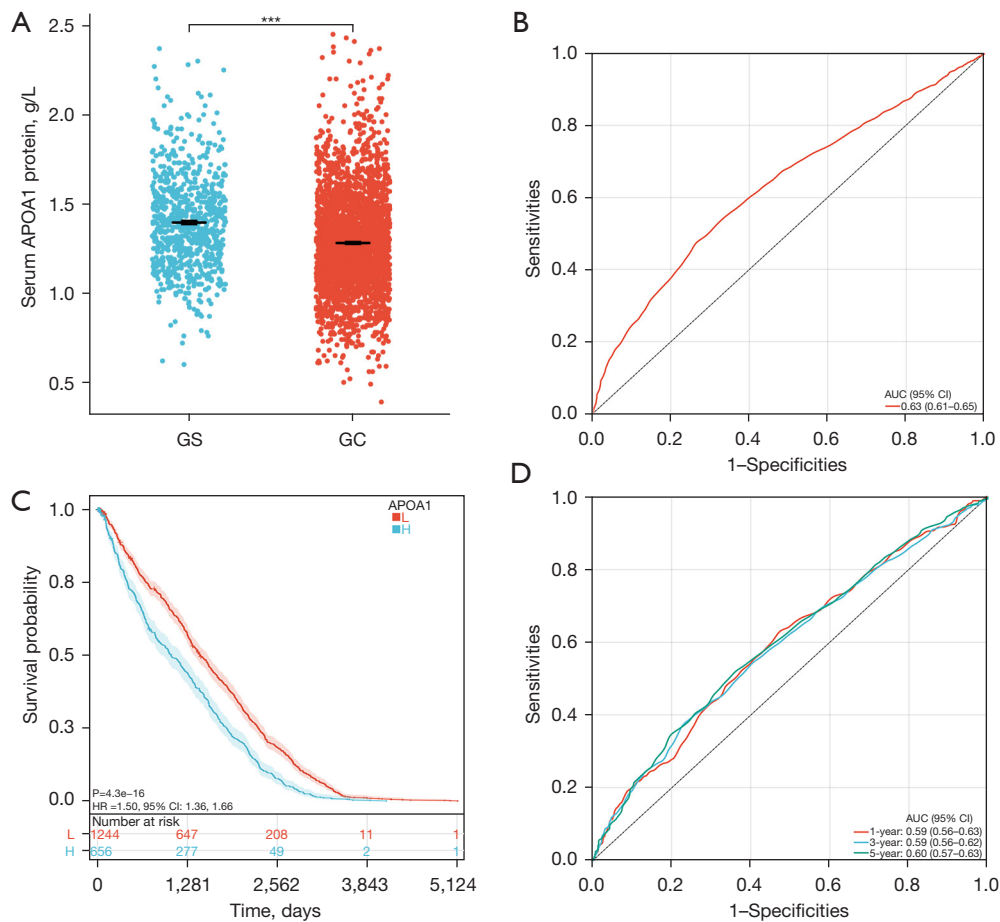 A
***
Serum APOA1 protein, g/L
2.5
2.0
1.5
1.0
0.5
GS
GC
B
Sensitivities
1.0
0.8
0.6
0.4
0.2
0.0
AUC (95% CI)
0.63 (0.61–0.65)
0.0
0.2
0.4
0.6
0.8
1.0
1–Specificities
C
Survival probability
1.0
0.8
0.5
0.3
0.0
APOA1
L
H
P=4.3e–16
HR =1.50, 95% CI: 1.36, 1.66
Number at risk
L 1244 647 208 11 1
H 656 277 49 2 1
0
1,281
2,562
3,843
5,124
Time, days
D
Sensitivities
1.0
0.8
0.6
0.4
0.2
0.0
AUC (95% CI)
1-year: 0.59 (0.56–0.63)
3-year: 0.59 (0.56–0.62)
5-year: 0.60 (0.57–0.63)
0.0
0.2
0.4
0.6
0.8
1.0
1–Specificities